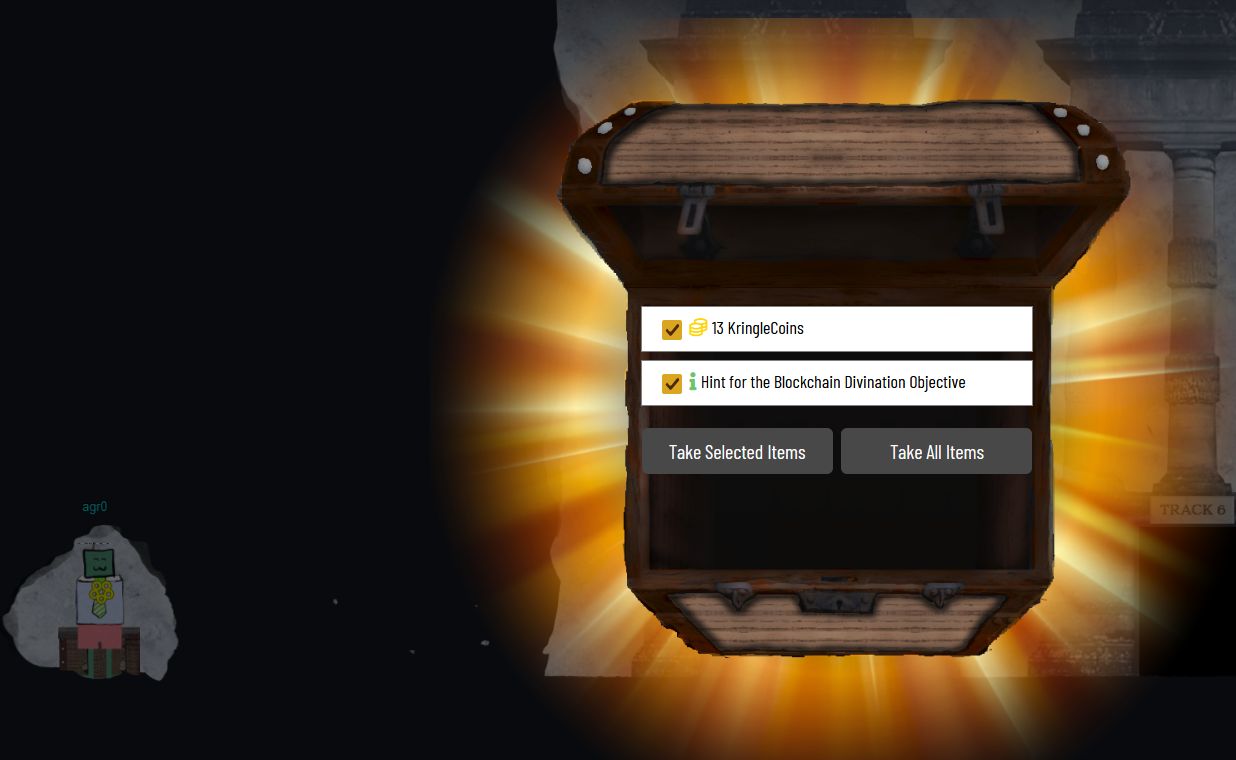 13 KringleCoins
Hint for the Blockchain Divination Objective
Take Selected Items Take All Items
agr0
TRACK 6